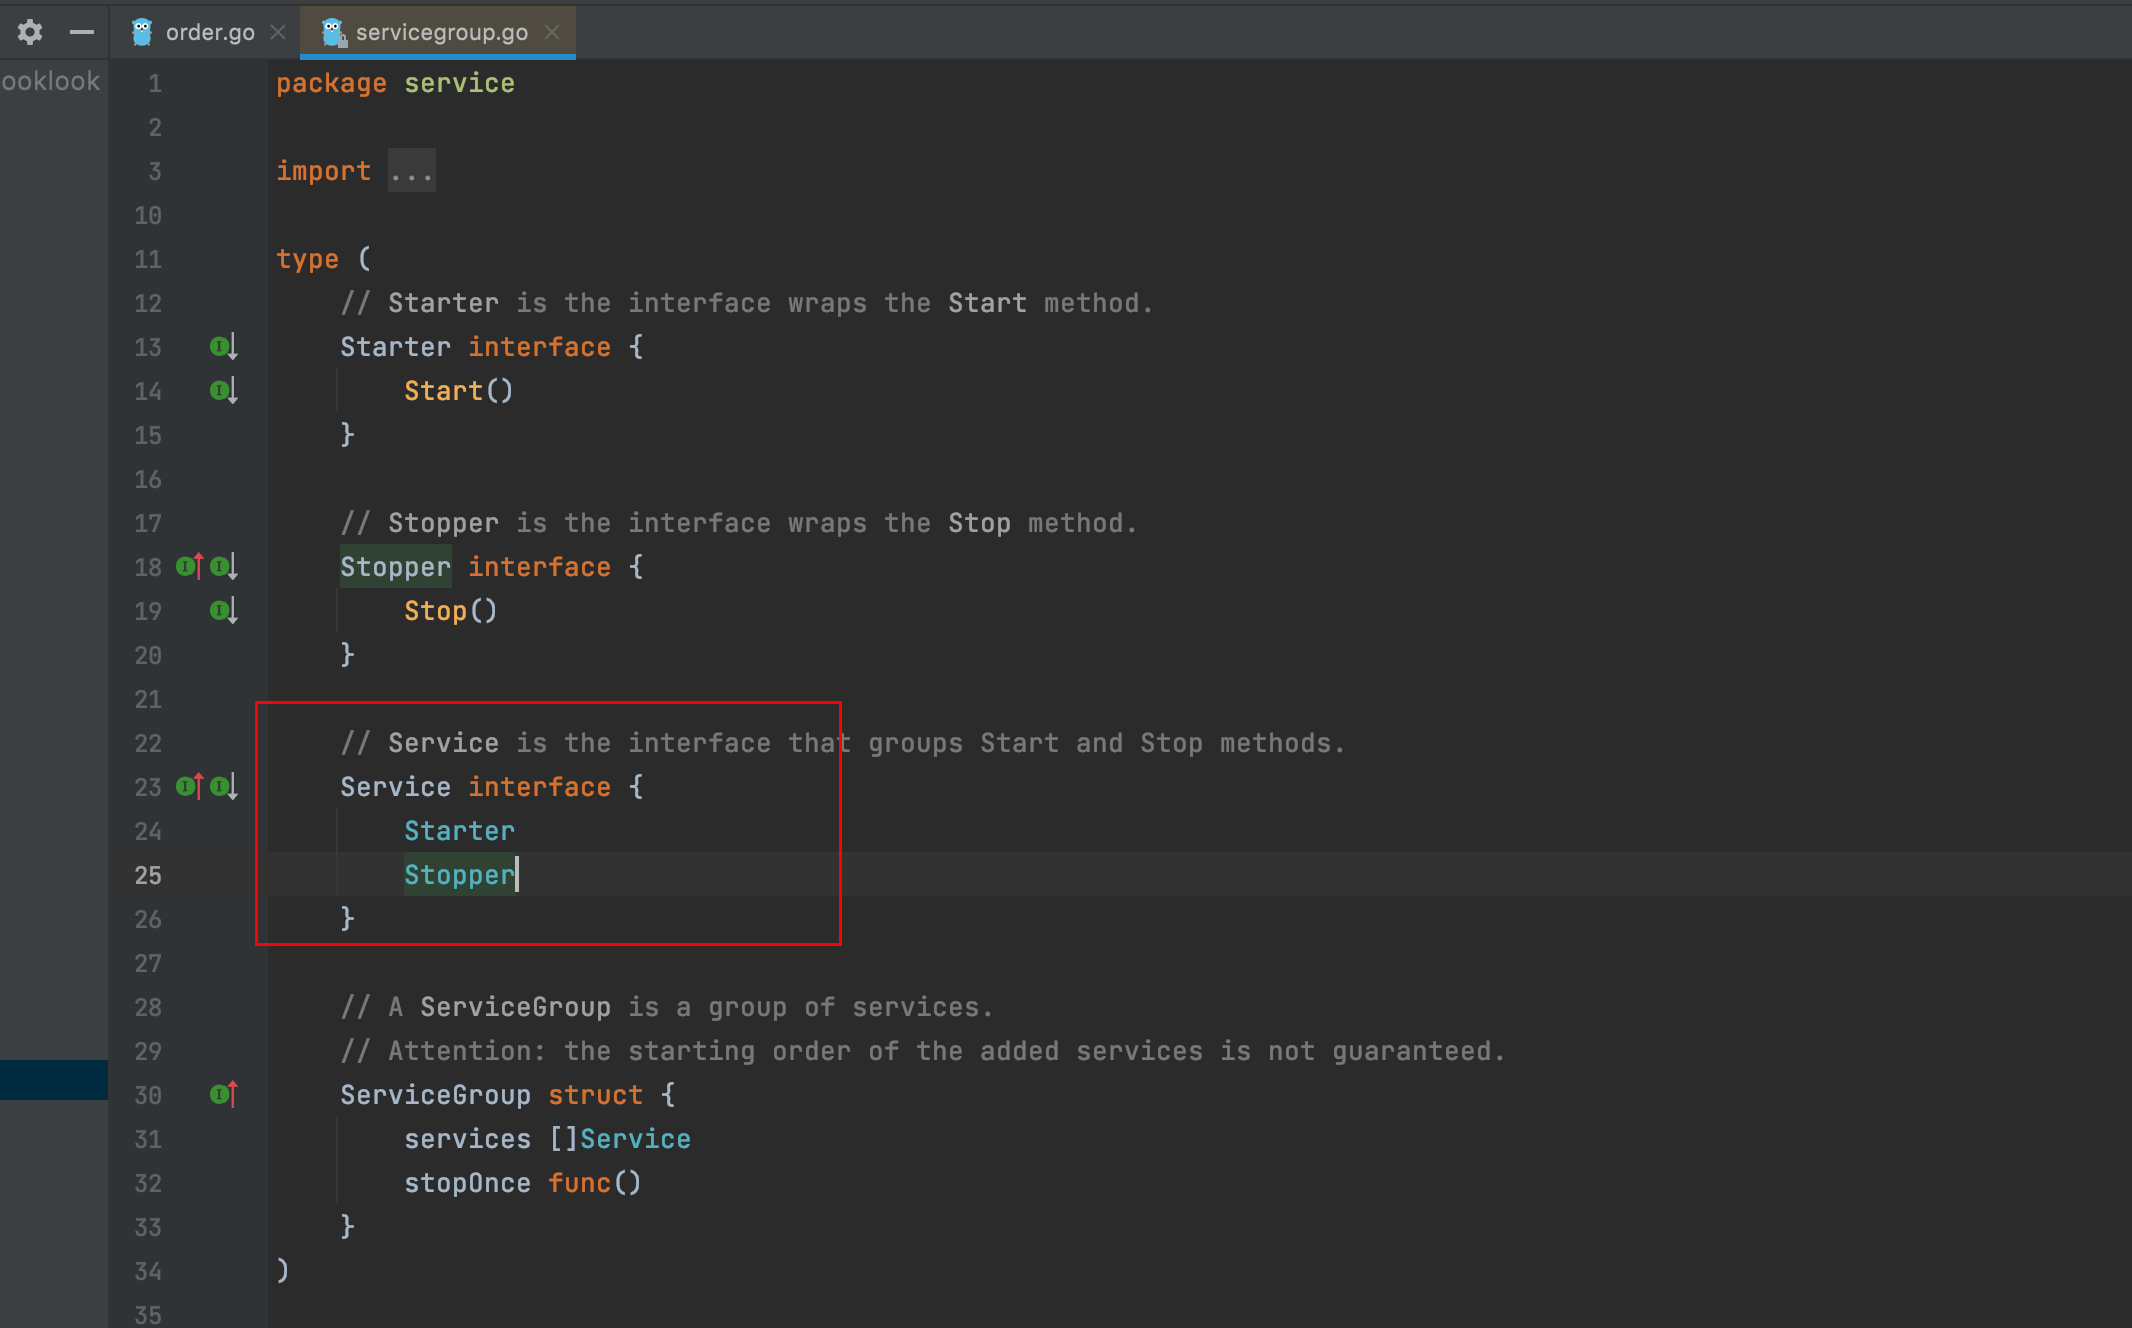 order.go
servicegroup.go
ooklook
1 package service
2
3 import ...
10
11 type (
12 // Starter is the interface wraps the Start method.
13 Starter interface {
14 Start()
15 }
16
17 // Stopper is the interface wraps the Stop method.
18 Stopper interface {
19 Stop()
20 }
21
22 // Service is the interface that groups Start and Stop methods.
23 Service interface {
24 Starter
25 Stopper
26 }
27
28 // A ServiceGroup is a group of services.
29 // Attention: the starting order of the added services is not guaranteed.
30 ServiceGroup struct {
31 services []Service
32 stopOnce func()
33 }
34 )
35